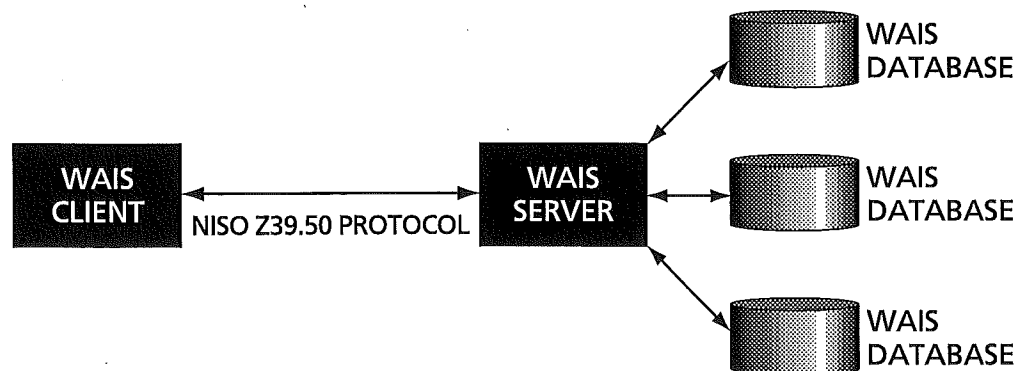 WAIS
DATABASE
WAIS
CLIENT
NISO Z39.50 PROTOCOL
WAIS
SERVER
WAIS
DATABASE
WAIS
DATABASE